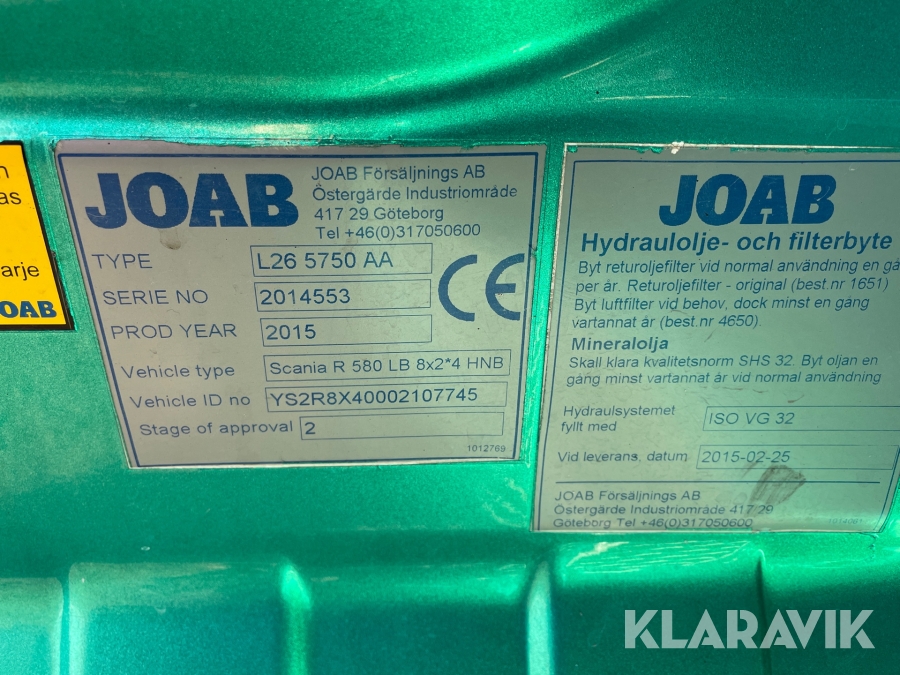 as
arje
JOAB
JOAB
JOAB Försäljnings AB
Östergärde Industriområde
417 29 Göteborg
Tel +46(0)317050600
TYPE L26 5750 AA
SERIE NO 2014553
PROD YEAR 2015
Vehicle type Scania R 580 LB 8x2*4 HNB
Vehicle ID no YS2R8X40002107745
Stage of approval 2
1012769
CE
JOAB
Hydraulolje- och filterbyte
Byt returoljefilter vid normal användning en gå
per år. Returoljefilter - original (best.nr 1651)
Byt luftfilter vid behov, dock minst en gång
vartannat år (best.nr 4650).
Mineralolja
Skall klara kvalitetsnorm SHS 32. Byt oljan en
gång minst vartannat år vid normal användning
Hydraulsystemet
fyllt med ISO VG 32
Vid leverans, datum 2015-02-25
JOAB Försäljnings AB
Östergärde Industriområde 417 29
Göteborg Tel +46(0)317050600
KLARAVIK